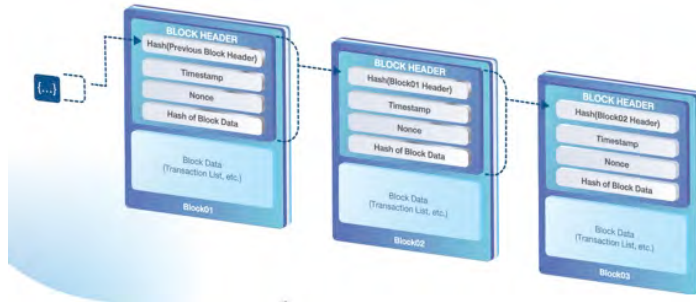 {...}
BLOCK HEADER
Hash(Previous Block Header)
Timestamp
Nonce
Hash of Block Data
Block Data
(Transaction List, etc.)
Block01
BLOCK HEADER
Hash(Block01 Header)
Timestamp
Nonce
Hash of Block Data
Block Data
(Transaction List, etc.)
Block02
BLOCK HEADER
Hash(Block02 Header)
Timestamp
Nonce
Hash of Block Data
Block Data
(Transaction List, etc.)
Block03